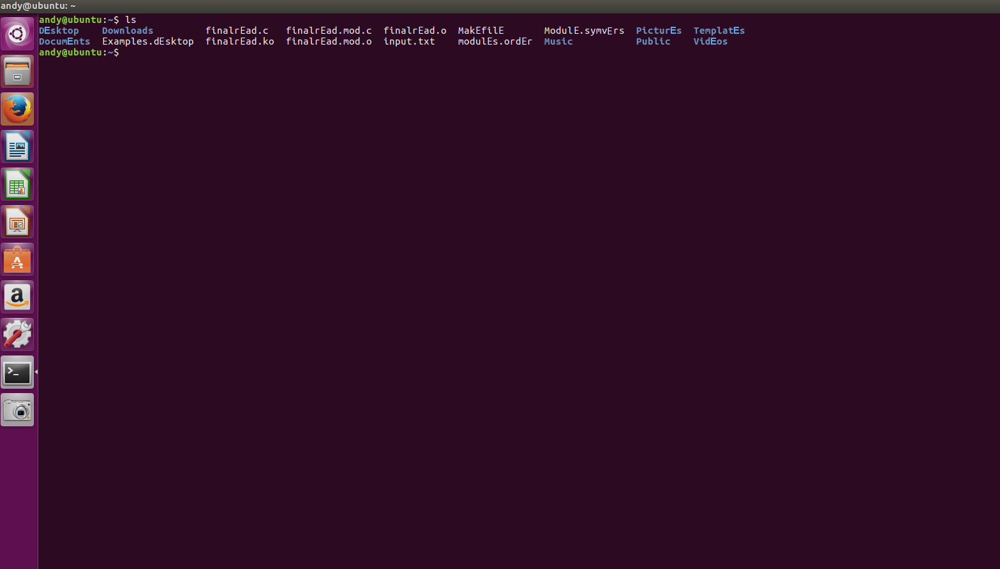 andy@ubuntu: ~
andy@ubuntu:~$ ls
DEsktop Downloads finalrEad.c finalrEad.mod.c finalrEad.o MakEfilE ModulE.symvErs PicturEs TemplatEs
DocumEnts Examples.dEsktop finalrEad.ko finalrEad.mod.o input.txt modulEs.ordEr Music Public VidEos
andy@ubuntu:~$